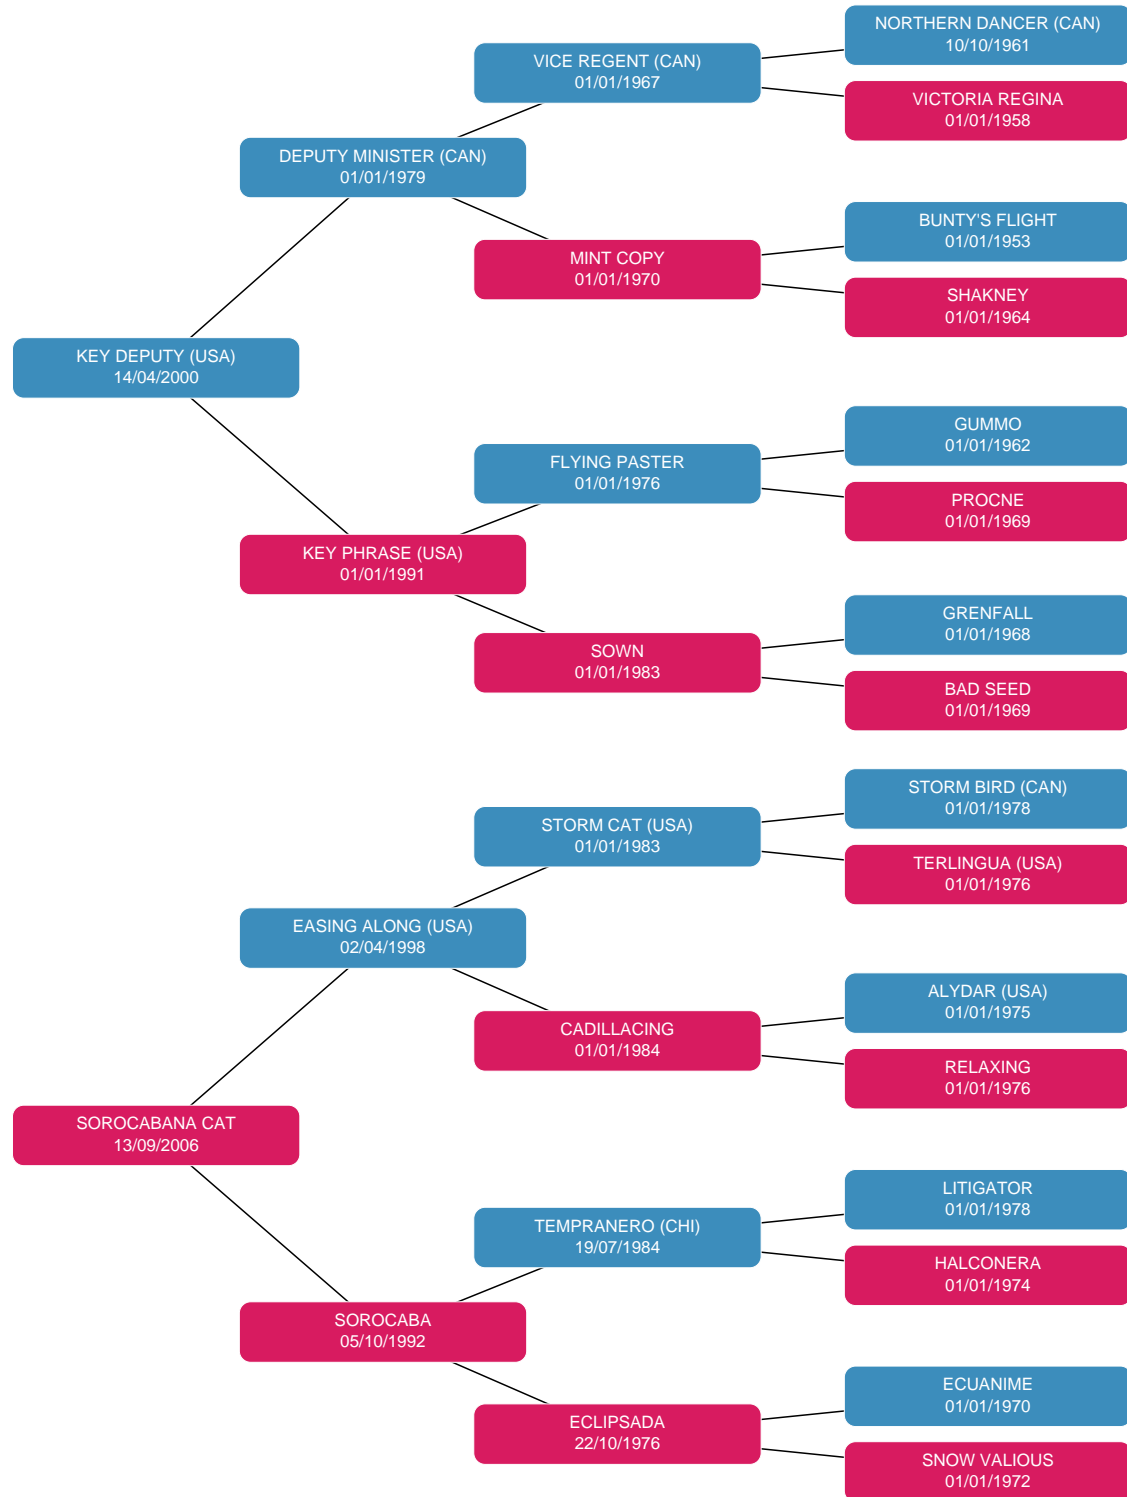 NORTHERN DANCER (CAN)
10/10/1961
VICE REGENT (CAN)
01/01/1967
VICTORIA REGINA
01/01/1958
DEPUTY MINISTER (CAN)
01/01/1979
BUNTY'S FLIGHT
01/01/1953
MINT COPY
01/01/1970
SHAKNEY
01/01/1964
KEY DEPUTY (USA)
14/04/2000
GUMMO
01/01/1962
FLYING PASTER
01/01/1976
PROCNE
01/01/1969
KEY PHRASE (USA)
01/01/1991
GRENFALL
01/01/1968
SOWN
01/01/1983
BAD SEED
01/01/1969
STORM BIRD (CAN)
01/01/1978
STORM CAT (USA)
01/01/1983
TERLINGUA (USA)
01/01/1976
EASING ALONG (USA)
02/04/1998
ALYDAR (USA)
01/01/1975
CADILLACING
01/01/1984
RELAXING
01/01/1976
SOROCABANA CAT
13/09/2006
LITIGATOR
01/01/1978
TEMPRANERO (CHI)
19/07/1984
HALCONERA
01/01/1974
SOROCABA
05/10/1992
ECUANIME
01/01/1970
ECLIPSADA
22/10/1976
SNOW VALIOUS
01/01/1972